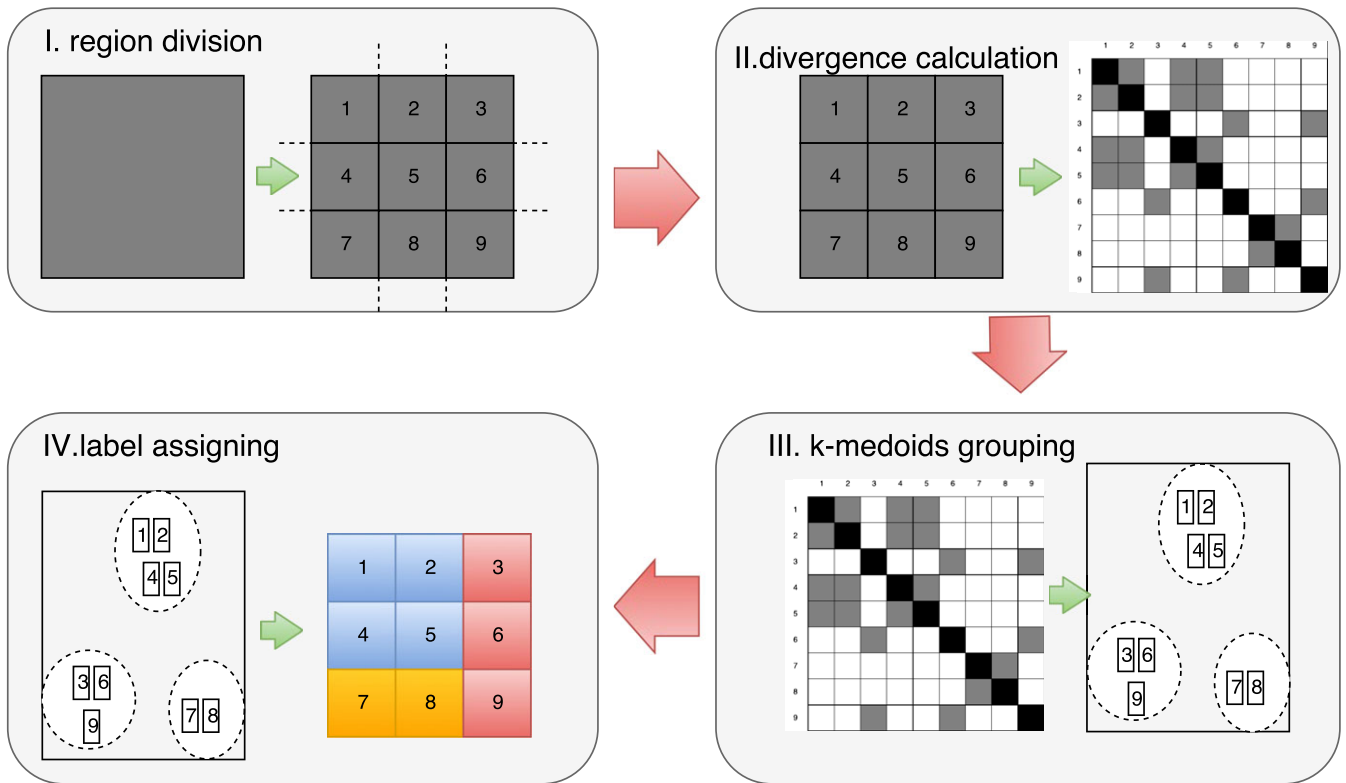 I. region division
1 2 3
4 5 6
7 8 9
II.divergence calculation
1 2 3
4 5 6
7 8 9
1 2 3 4 5 6 7 8 9
1
2
3
4
5
6
7
8
9
IV.label assigning
1 2
4 5
3 6
9
7 8
1 2 3
4 5 6
7 8 9
III. k-medoids grouping
1 2 3 4 5 6 7 8 9
1
2
3
4
5
6
7
8
9
1 2
4 5
3 6
9
7 8